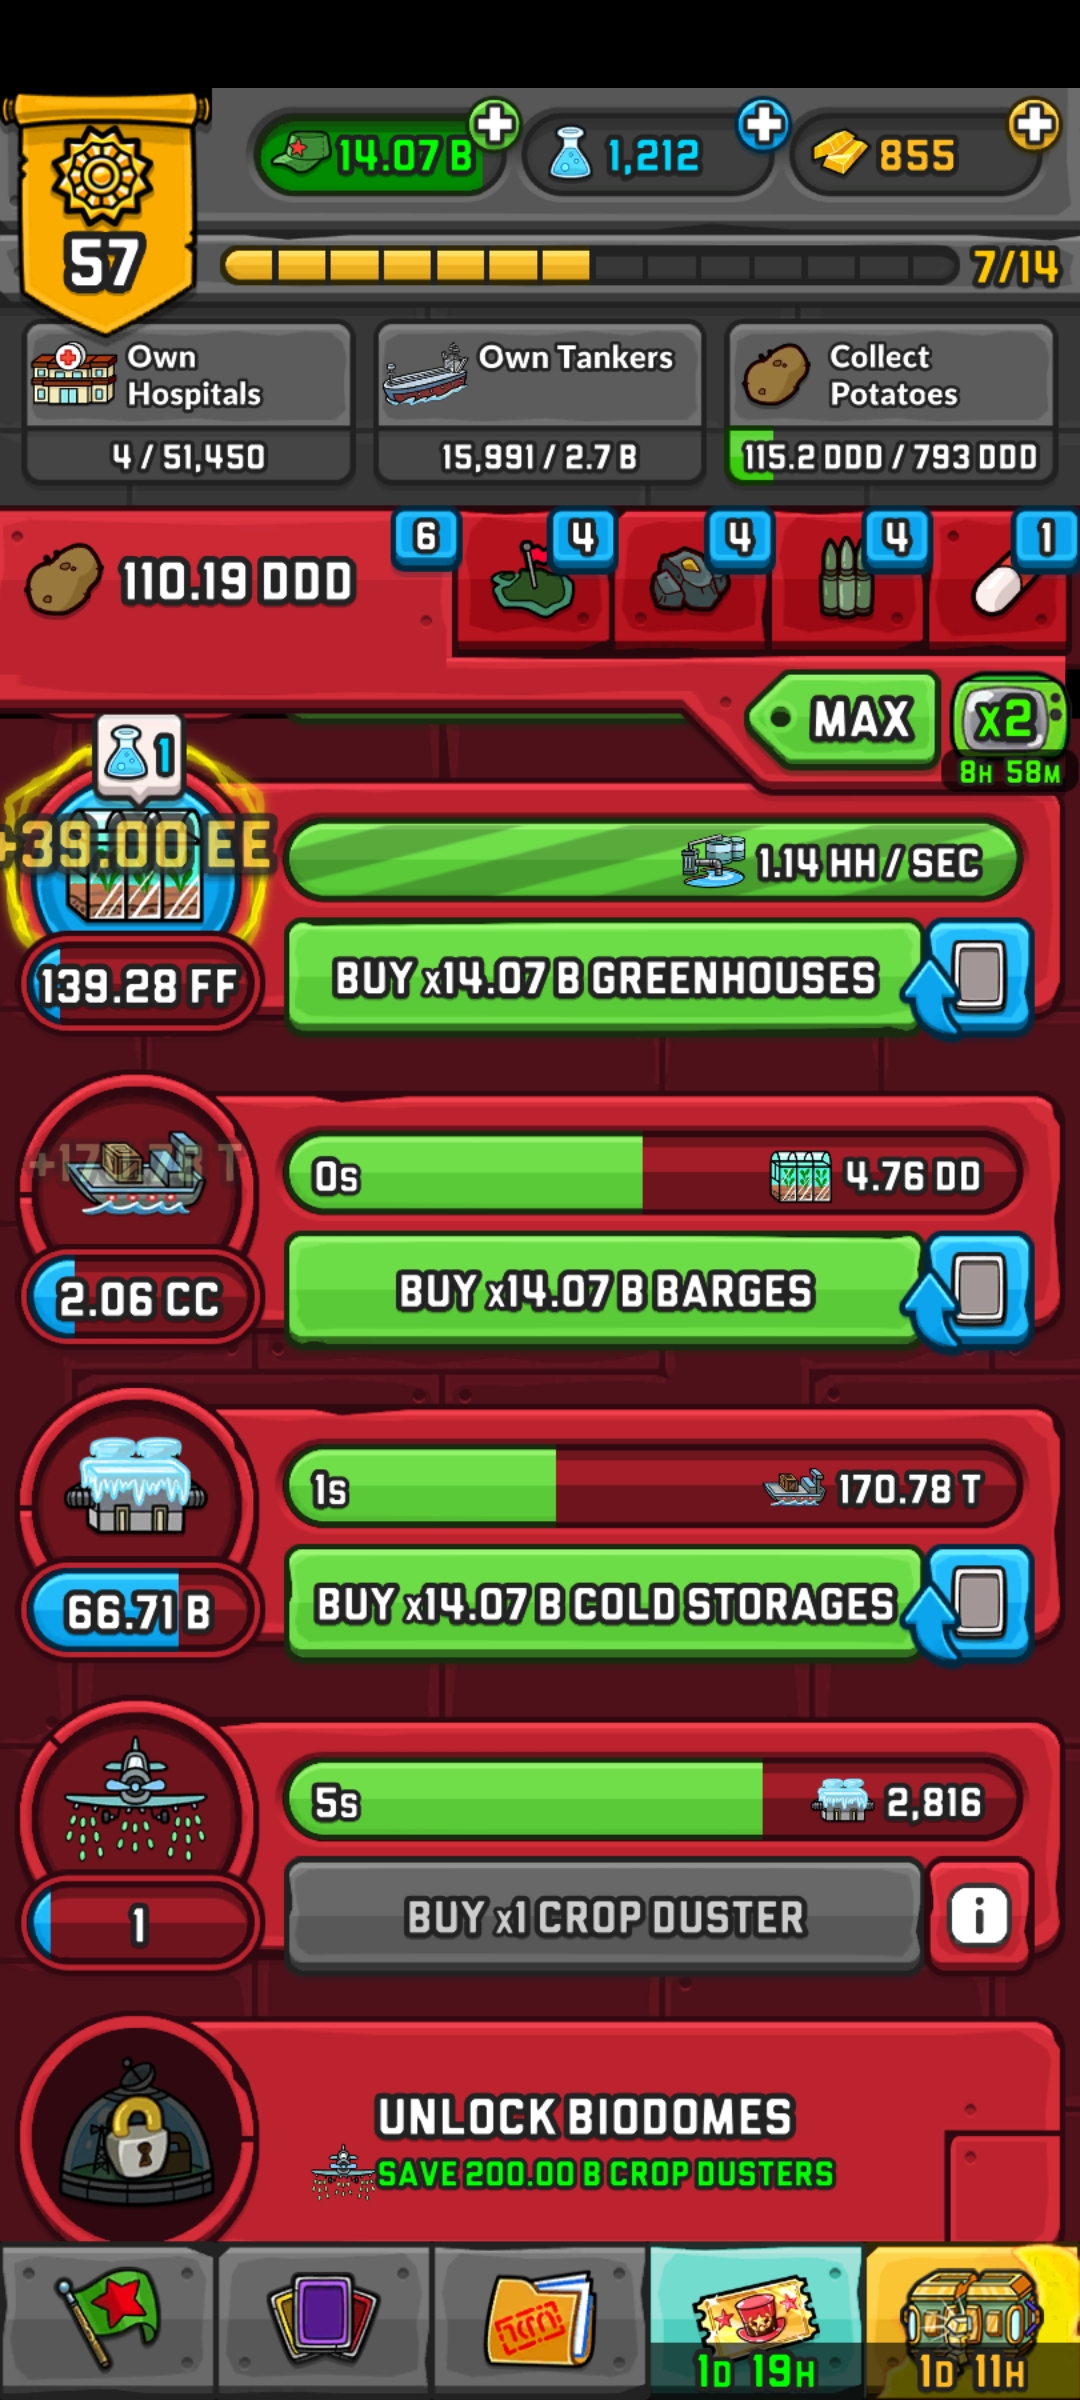 14.07 B
1,212
855
57
7/14
Own
Hospitals
4 / 51,450
Own Tankers
15,991 / 2.7 B
Collect
Potatoes
115.2 DDD / 793 DDD
110.19 DDD
6
4
4
4
1
MAX
x2
8H 58M
1
+39.00 EE
1.14 HH / SEC
139.28 FF
BUY x14.07 B GREENHOUSES
+170.78 T
0s
4.76 DD
2.06 CC
BUY x14.07 B BARGES
1s
170.78 T
66.71 B
BUY x14.07 B COLD STORAGES
5s
2,816
1
BUY x1 CROP DUSTER
i
UNLOCK BIODOMES
SAVE 200.00 B CROP DUSTERS
1D 19H
1D 11H